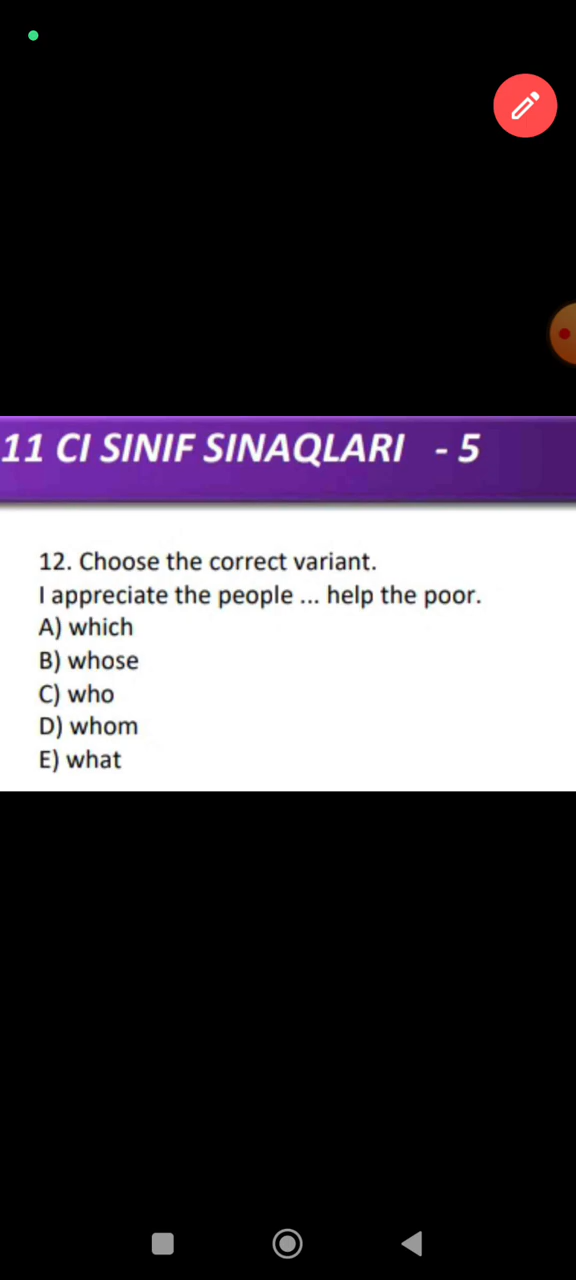 11 CI SINIF SINAQLARI - 5
12. Choose the correct variant.
I appreciate the people ... help the poor.
A) which
B) whose
C) who
D) whom
E) what